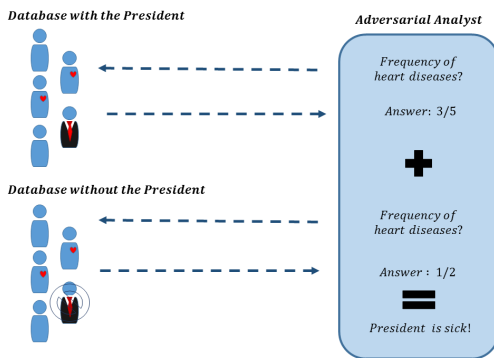 Database with the President
Adversarial Analyst
Frequency of
heart diseases?
Answer: 3/5
Database without the President
Frequency of
heart diseases?
Answer : 1/2
President is sick!